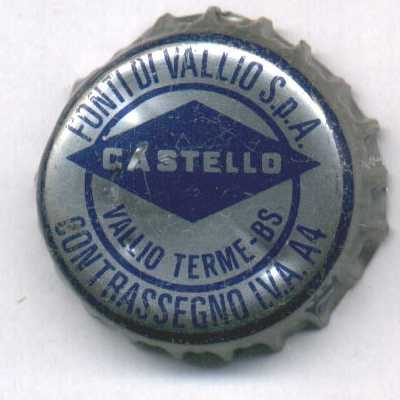 FONTI DI VALLIO S.p.A.
CASTELLO
VALLIO TERME-BS
CONTRASSEGNO I.V.A. A4